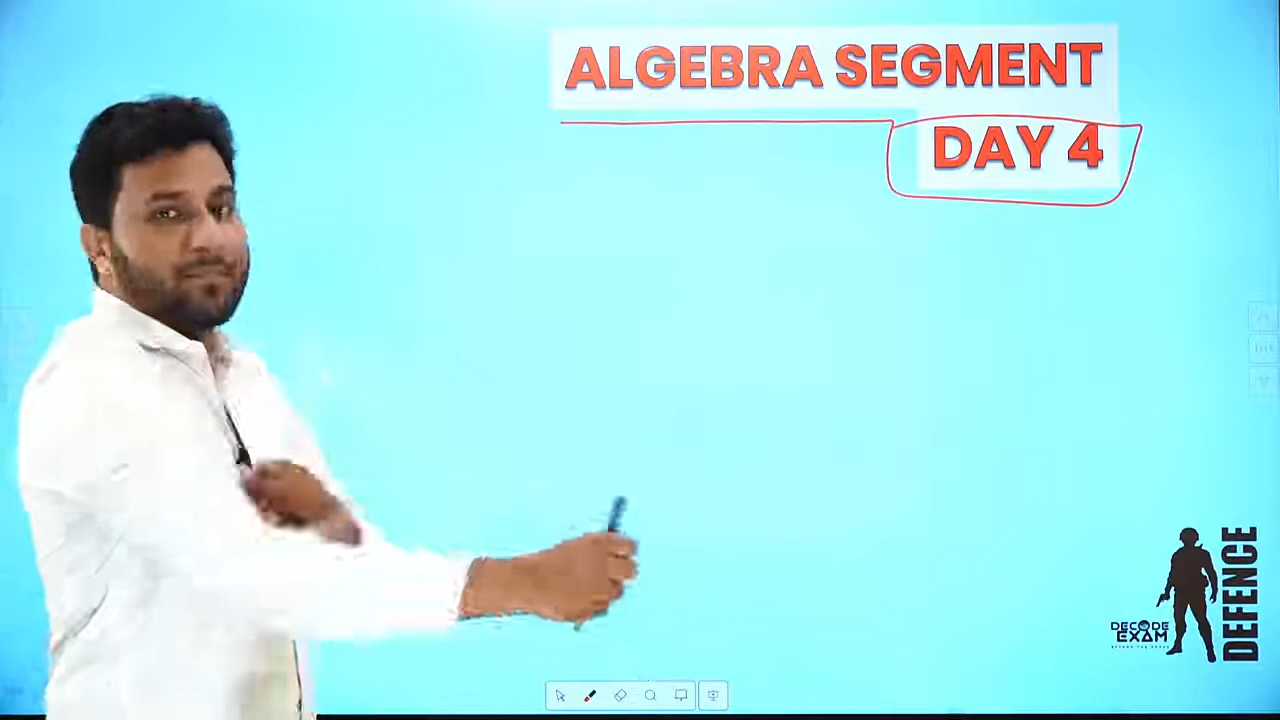 ALGEBRA SEGMENT
DAY 4
DECODE
EXAM
DEFENCE